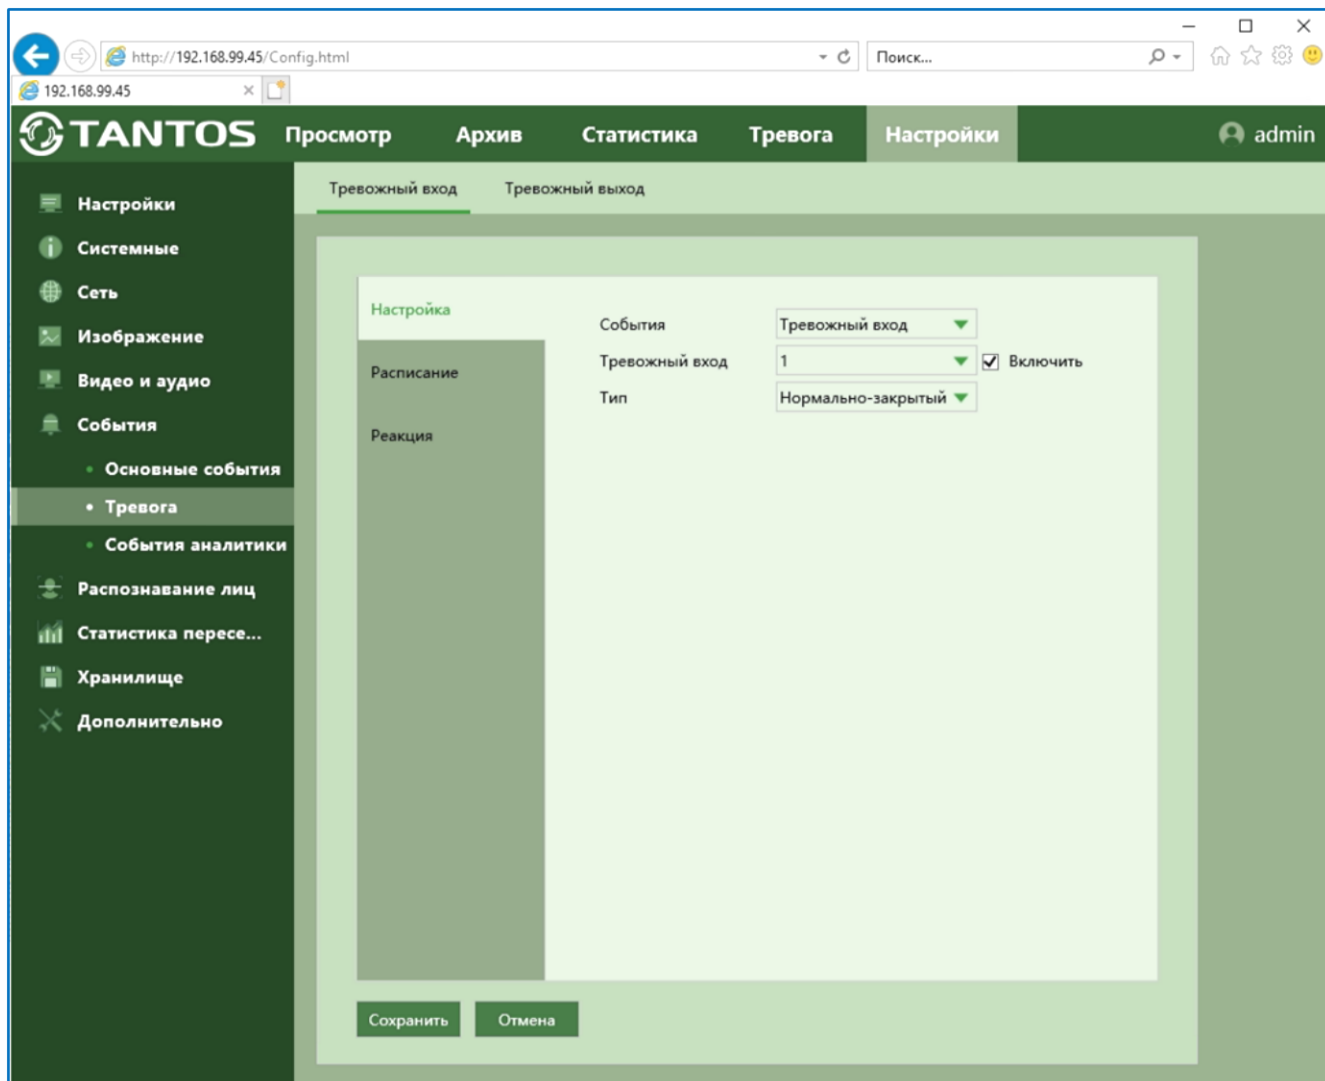 http://192.168.99.45/Config.html
Поиск...
192.168.99.45
TANTOS
Просмотр
Архив
Статистика
Тревога
Настройки
admin
Настройки
Системные
Сеть
Изображение
Видео и аудио
События
Основные события
Тревога
События аналитики
Распознавание лиц
Статистика пересе...
Хранилище
Дополнительно
Тревожный вход
Тревожный выход
Настройка
Расписание
Реакция
События
Тревожный вход
Тревожный вход
1
Включить
Тип
Нормально-закрытый
Сохранить
Отмена